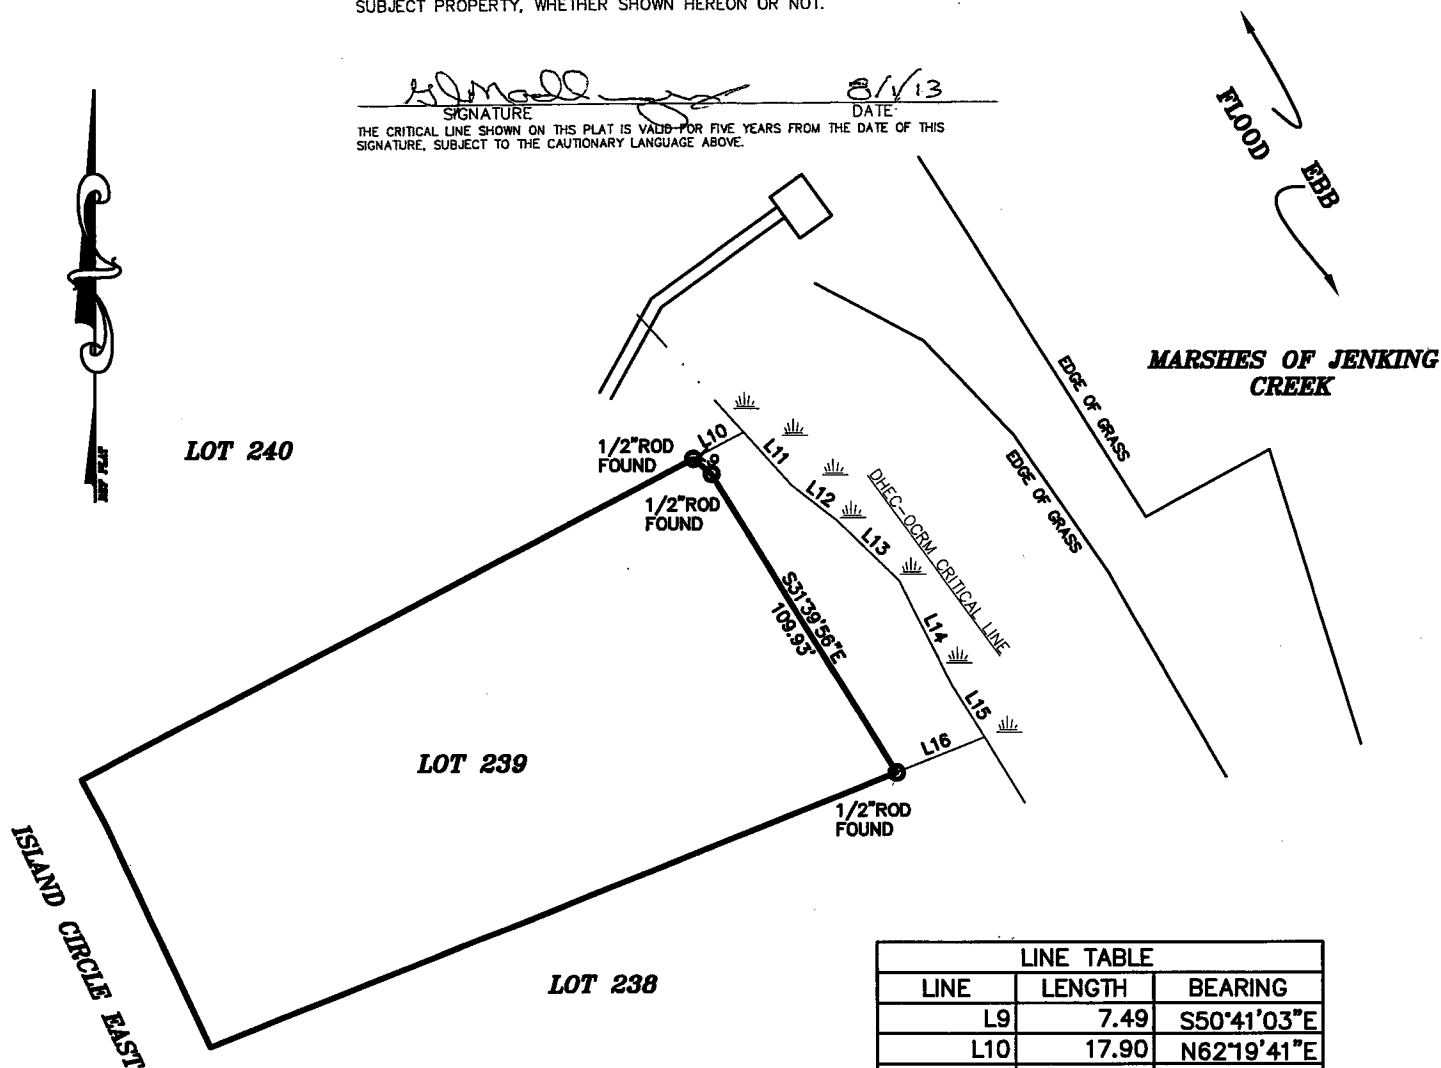 SUBJECT PROPERTY, WHETHER SHOWN HEREON OR NOT.
8/1/13
SIGNATURE
DATE:
THE CRITICAL LINE SHOWN ON THS PLAT IS VALID FOR FIVE YEARS FROM THE DATE OF THIS
SIGNATURE, SUBJECT TO THE CAUTIONARY LANGUAGE ABOVE.
FLOOD
EBB
MARSHES OF JENKING
CREEK
EDGE OF GRASS
EDGE OF GRASS
REF PLAT
LOT 240
1/2"ROD
FOUND
L10
L9
1/2"ROD
FOUND
L11
L12
L13
DHEC-OCRM CRITICAL LINE
S31°39'56"E
109.93'
L14
L15
L16
LOT 239
1/2"ROD
FOUND
ISLAND CIRCLE EAST
LOT 238
LINE TABLE
LINE LENGTH BEARING
L9 7.49 S50°41'03"E
L10 17.90 N62°19'41"E